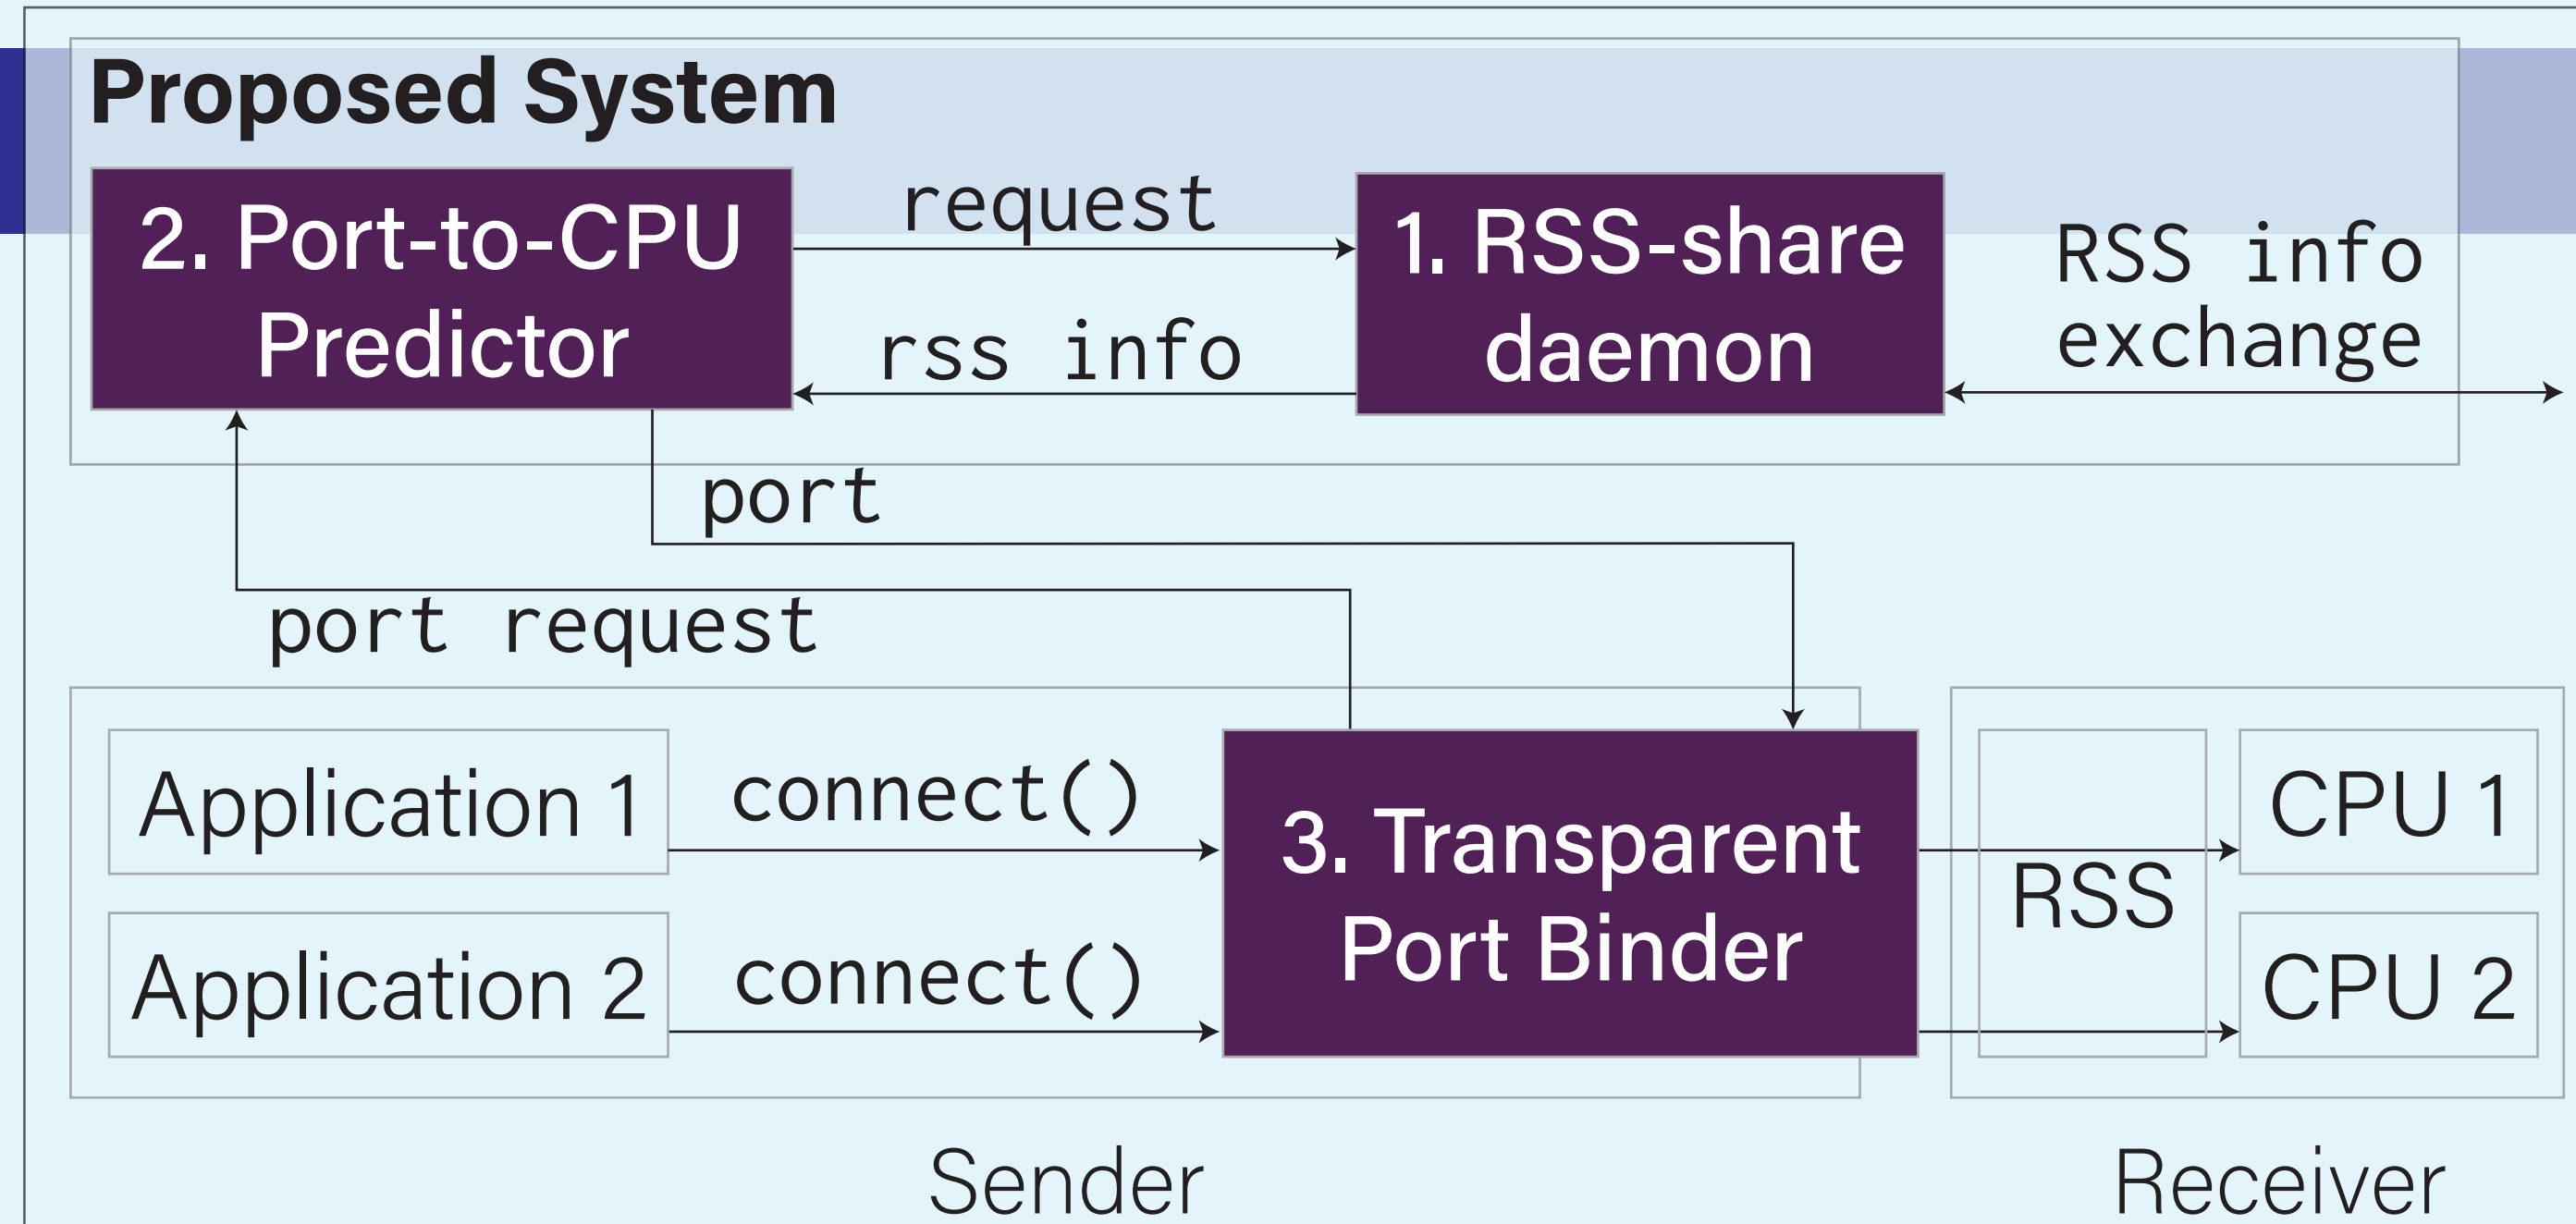 Proposed System
2. Port-to-CPU
Predictor
request
rss info
1. RSS-share
daemon
RSS info
exchange
port
port request
Application 1
connect()
Application 2
connect()
3. Transparent
Port Binder
RSS
CPU 1
CPU 2
Sender
Receiver